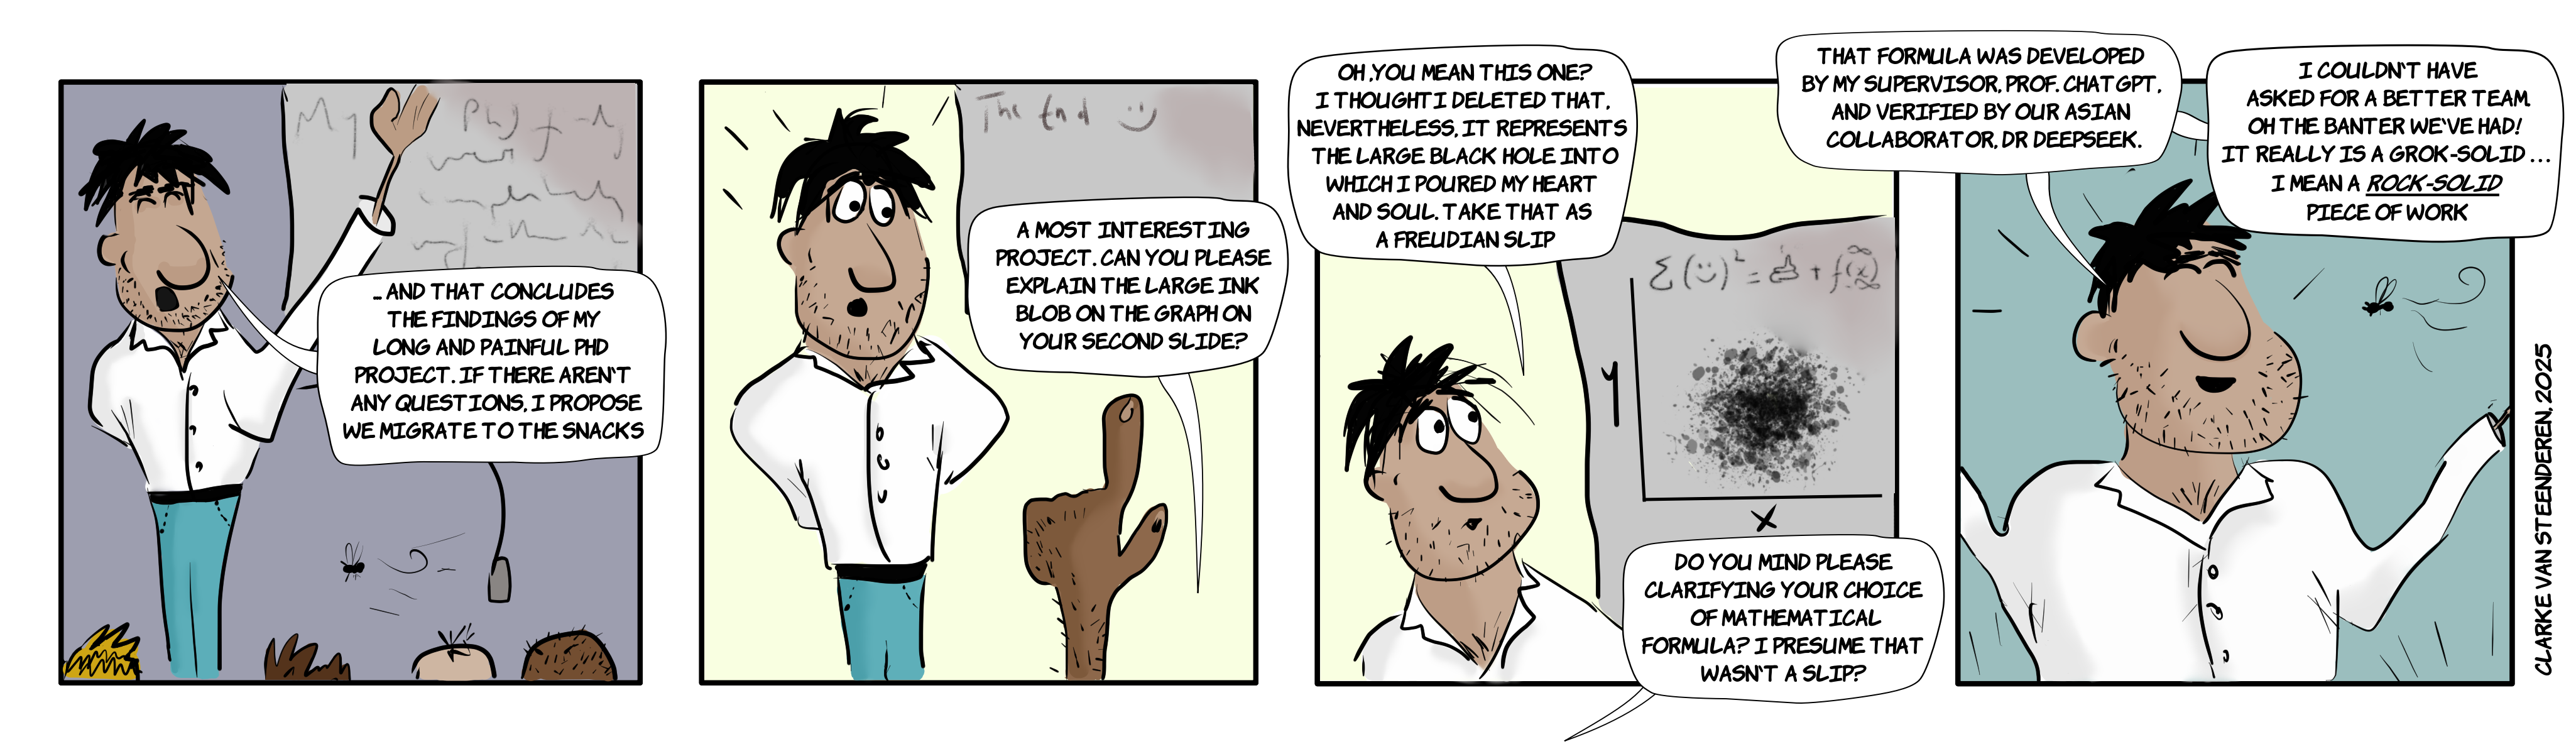 My PhD
.. AND THAT CONCLUDES
THE FINDINGS OF MY
LONG AND PAINFUL PHD
PROJECT. IF THERE AREN'T
ANY QUESTIONS, I PROPOSE
WE MIGRATE TO THE SNACKS
The End
A MOST INTERESTING
PROJECT. CAN YOU PLEASE
EXPLAIN THE LARGE INK
BLOB ON THE GRAPH ON
YOUR SECOND SLIDE?
OH ,YOU MEAN THIS ONE?
I THOUGHT I DELETED THAT.
NEVERTHELESS, IT REPRESENTS
THE LARGE BLACK HOLE INTO
WHICH I POURED MY HEART
AND SOUL. TAKE THAT AS
A FREUDIAN SLIP
Y
X
DO YOU MIND PLEASE
CLARIFYING YOUR CHOICE
OF MATHEMATICAL
FORMULA? I PRESUME THAT
WASN'T A SLIP?
THAT FORMULA WAS DEVELOPED
BY MY SUPERVISOR, PROF. CHATGPT,
AND VERIFIED BY OUR ASIAN
COLLABORATOR, DR DEEPSEEK.
I COULDN'T HAVE
ASKED FOR A BETTER TEAM.
OH THE BANTER WE'VE HAD!
IT REALLY IS A GROK-SOLID ...
I MEAN A ROCK-SOLID
PIECE OF WORK
CLARKE VAN STEENDEREN, 2025